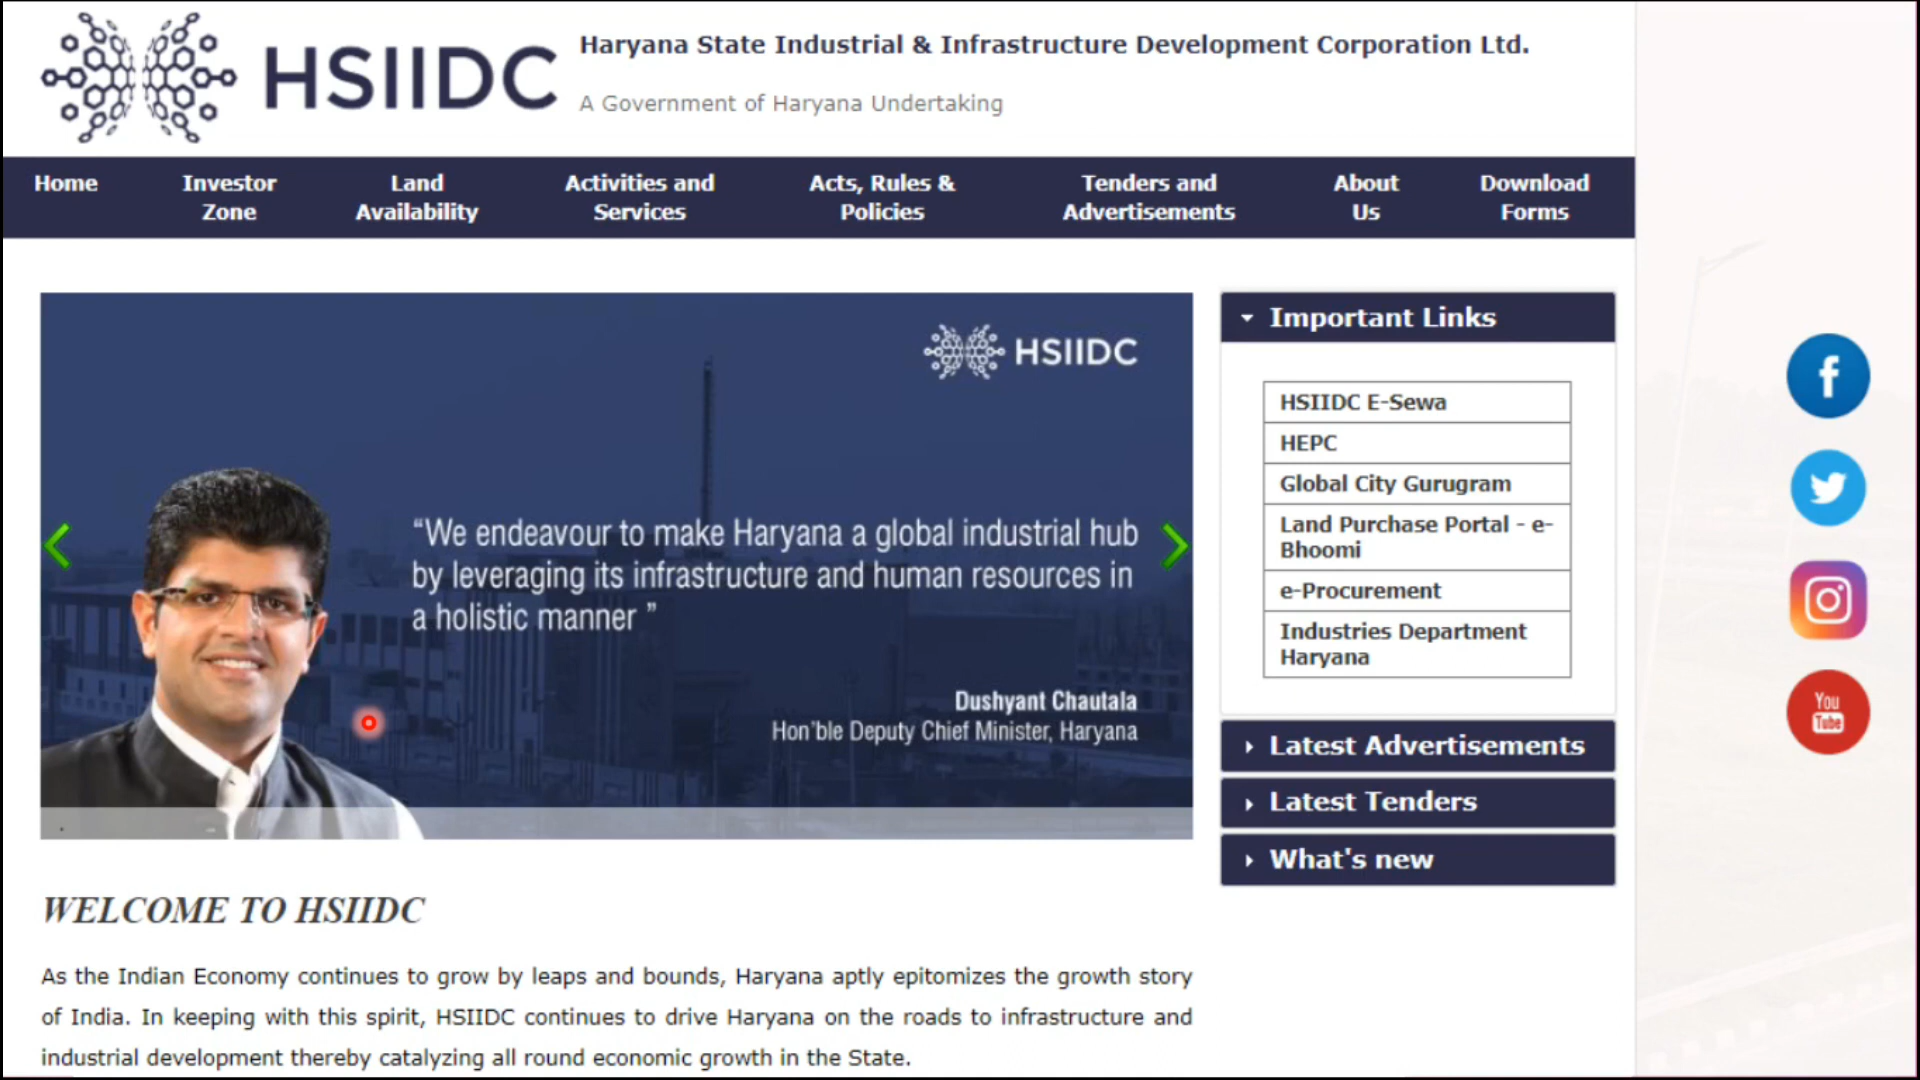 HSIIDC
Haryana State Industrial & Infrastructure Development Corporation Ltd.
A Government of Haryana Undertaking
Home
Investor
Zone
Land
Availability
Activities and
Services
Acts, Rules &
Policies
Tenders and
Advertisements
About
Us
Download
Forms
HSIIDC
“We endeavour to make Haryana a global industrial hub
by leveraging its infrastructure and human resources in
a holistic manner ”
Dushyant Chautala
Hon'ble Deputy Chief Minister, Haryana
Important Links
HSIIDC E-Sewa
HEPC
Global City Gurugram
Land Purchase Portal - e-
Bhoomi
e-Procurement
Industries Department
Haryana
Latest Advertisements
Latest Tenders
What's new
You
Tube
WELCOME TO HSIIDC
As the Indian Economy continues to grow by leaps and bounds, Haryana aptly epitomizes the growth story
of India. In keeping with this spirit, HSIIDC continues to drive Haryana on the roads to infrastructure and
industrial development thereby catalyzing all round economic growth in the State.